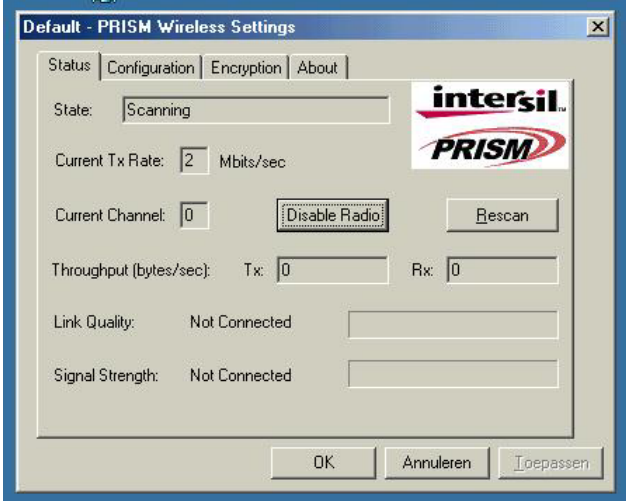 Default - PRISM Wireless Settings
Status Configuration Encryption About
intersil
PRISM
State: Scanning
Current Tx Rate: 2 Mbits/sec
Current Channel: 0 Disable Radio Rescan
Throughput (bytes/sec): Tx: 0 Rx: 0
Link Quality: Not Connected
Signal Strength: Not Connected
OK Annuleren Toepassen